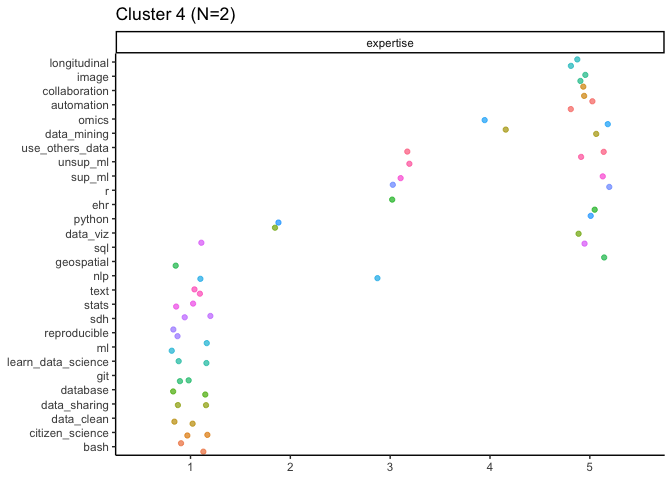 Cluster 4 (N=2)
expertise
longitudinal
image
collaboration
automation
omics
data_mining
use_others_data
unsup_ml
sup_ml
r
ehr
python
data_viz
sql
geospatial
nlp
text
stats
sdh
reproducible
ml
learn_data_science
git
database
data_sharing
data_clean
citizen_science
bash
1 2 3 4 5